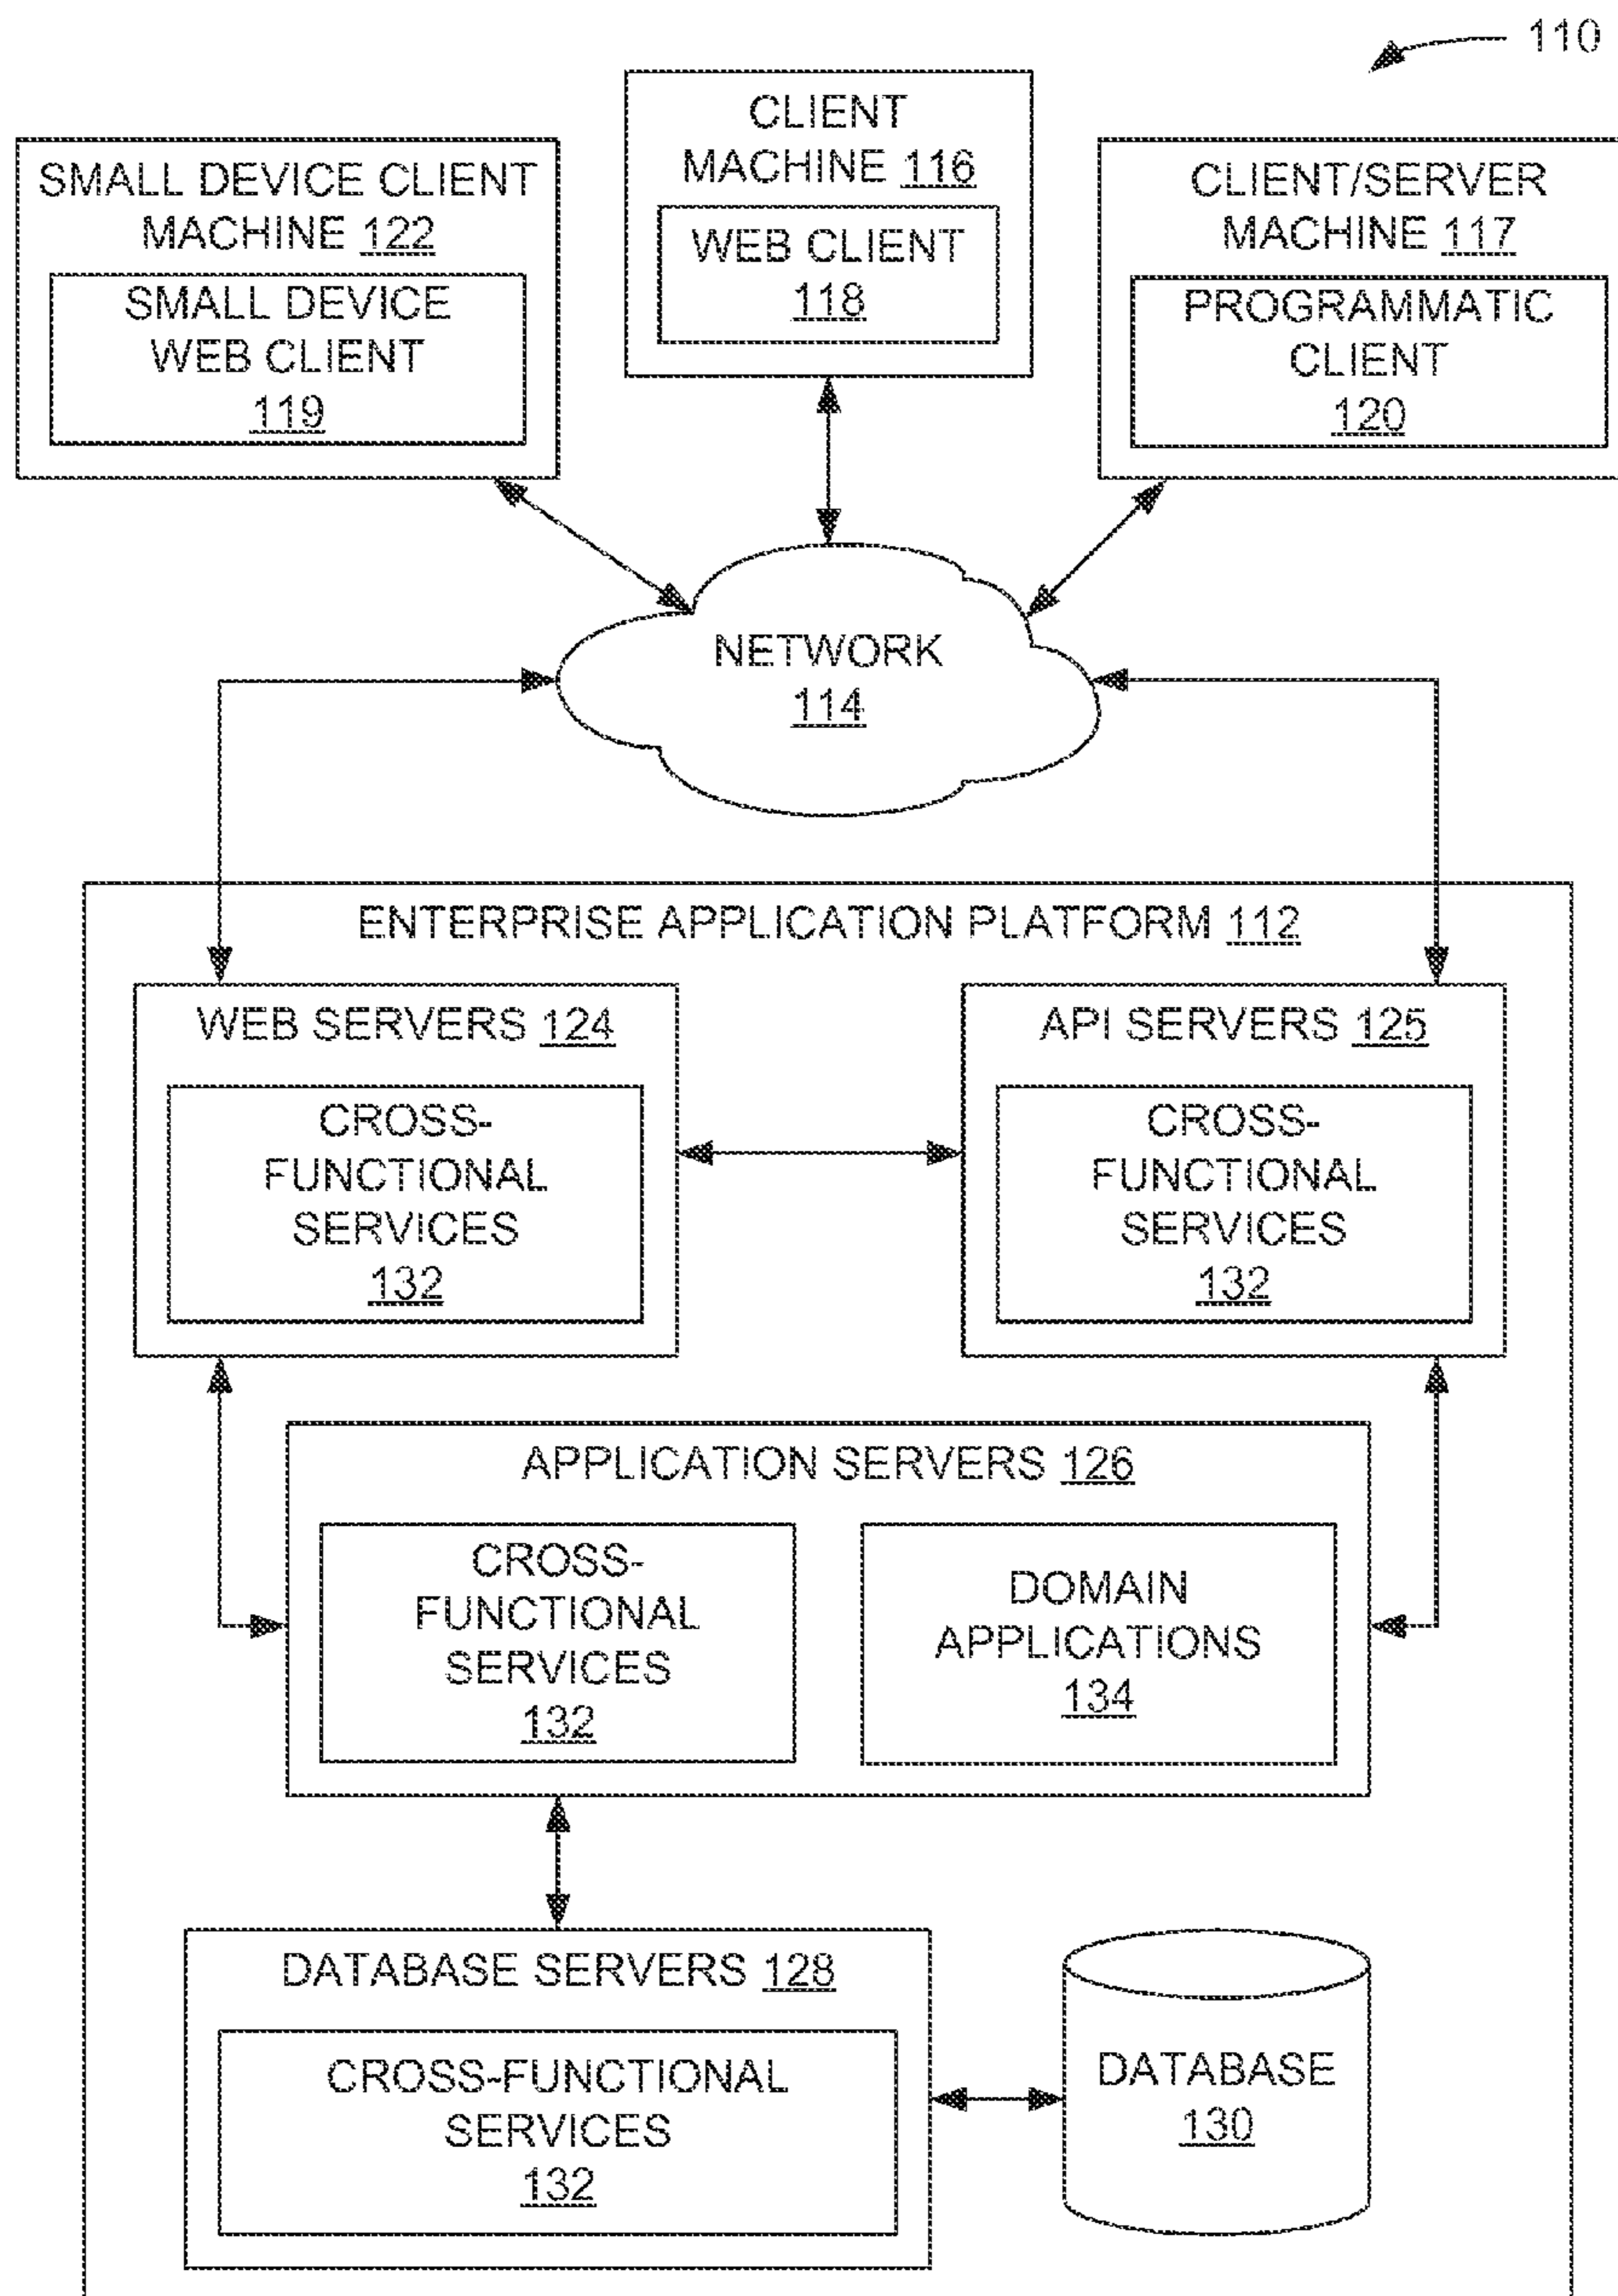 110
CLIENT
MACHINE 116
WEB CLIENT
118
SMALL DEVICE CLIENT
MACHINE 122
SMALL DEVICE
WEB CLIENT
119
CLIENT/SERVER
MACHINE 117
PROGRAMMATIC
CLIENT
120
NETWORK
114
ENTERPRISE APPLICATION PLATFORM 112
WEB SERVERS 124
CROSS-
FUNCTIONAL
SERVICES
132
API SERVERS 125
CROSS-
FUNCTIONAL
SERVICES
132
APPLICATION SERVERS 126
CROSS-
FUNCTIONAL
SERVICES
132
DOMAIN
APPLICATIONS
134
DATABASE SERVERS 128
CROSS-FUNCTIONAL
SERVICES
132
DATABASE
130